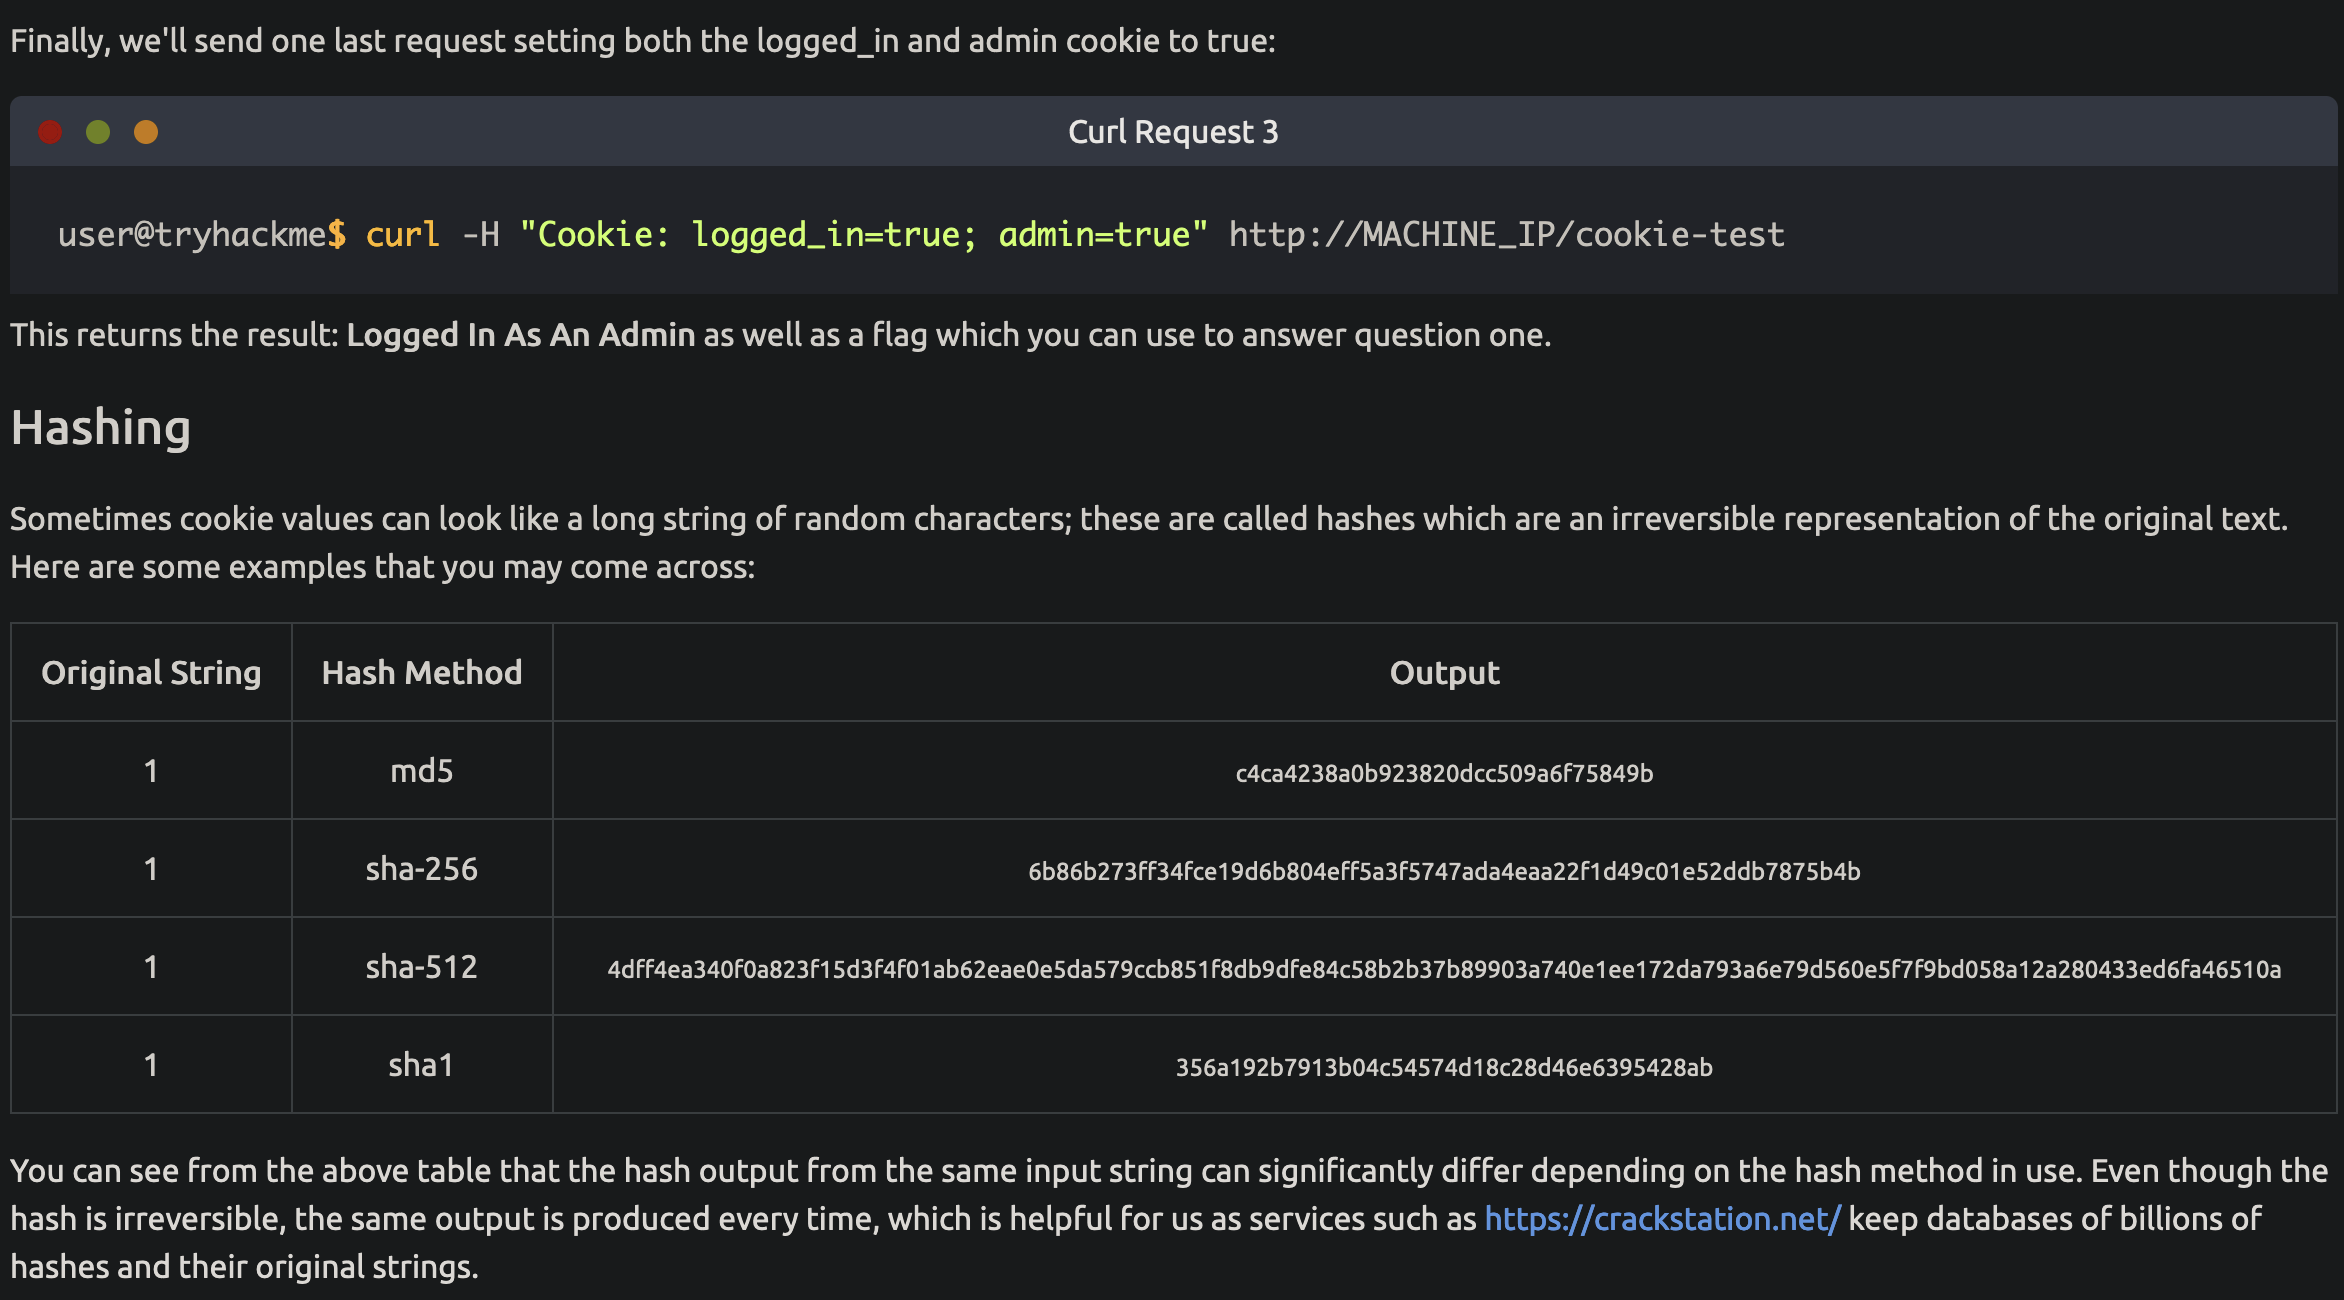 Finally, we'll send one last request setting both the logged_in and admin cookie to true:
Curl Request 3
user@tryhackme$ curl -H "Cookie: logged_in=true; admin=true" http://MACHINE_IP/cookie-test
This returns the result: Logged In As An Admin as well as a flag which you can use to answer question one.
Hashing
Sometimes cookie values can look like a long string of random characters; these are called hashes which are an irreversible representation of the original text.
Here are some examples that you may come across:
Original String Hash Method Output
1 md5 c4ca4238a0b923820dcc509a6f75849b
1 sha-256 6b86b273ff34fce19d6b804eff5a3f5747ada4eaa22f1d49c01e52ddb7875b4b
1 sha-512 4dff4ea340f0a823f15d3f4f01ab62eae0e5da579ccb851f8db9dfe84c58b2b37b89903a740e1ee172da793a6e79d560e5f7f9bd058a12a280433ed6fa46510a
1 sha1 356a192b7913b04c54574d18c28d46e6395428ab
You can see from the above table that the hash output from the same input string can significantly differ depending on the hash method in use. Even though the
hash is irreversible, the same output is produced every time, which is helpful for us as services such as https://crackstation.net/ keep databases of billions of
hashes and their original strings.